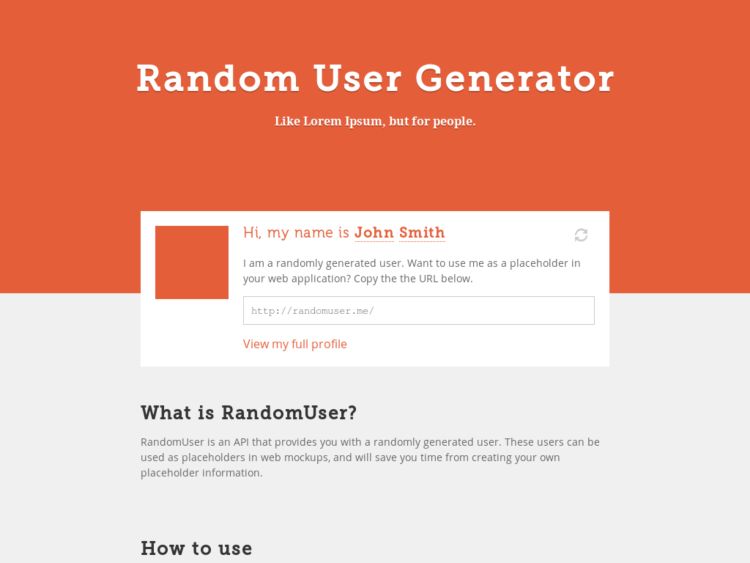 Random User Generator
Like Lorem Ipsum, but for people.
Hi, my name is John Smith
I am a randomly generated user. Want to use me as a placeholder in
your web application? Copy the the URL below.
http://randomuser.me/
View my full profile
What is RandomUser?
RandomUser is an API that provides you with a randomly generated user. These users can be
used as placeholders in web mockups, and will save you time from creating your own
placeholder information.
How to use